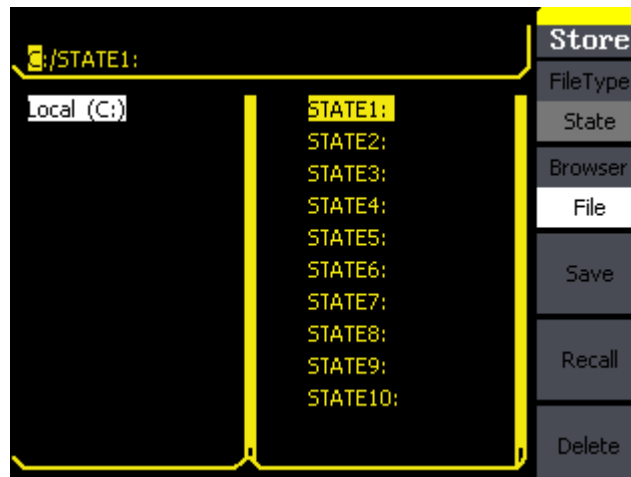 C:/STATE1:
Local (C:)
STATE1:
STATE2:
STATE3:
STATE4:
STATE5:
STATE6:
STATE7:
STATE8:
STATE9:
STATE10:
Store
FileType
State
Browser
File
Save
Recall
Delete